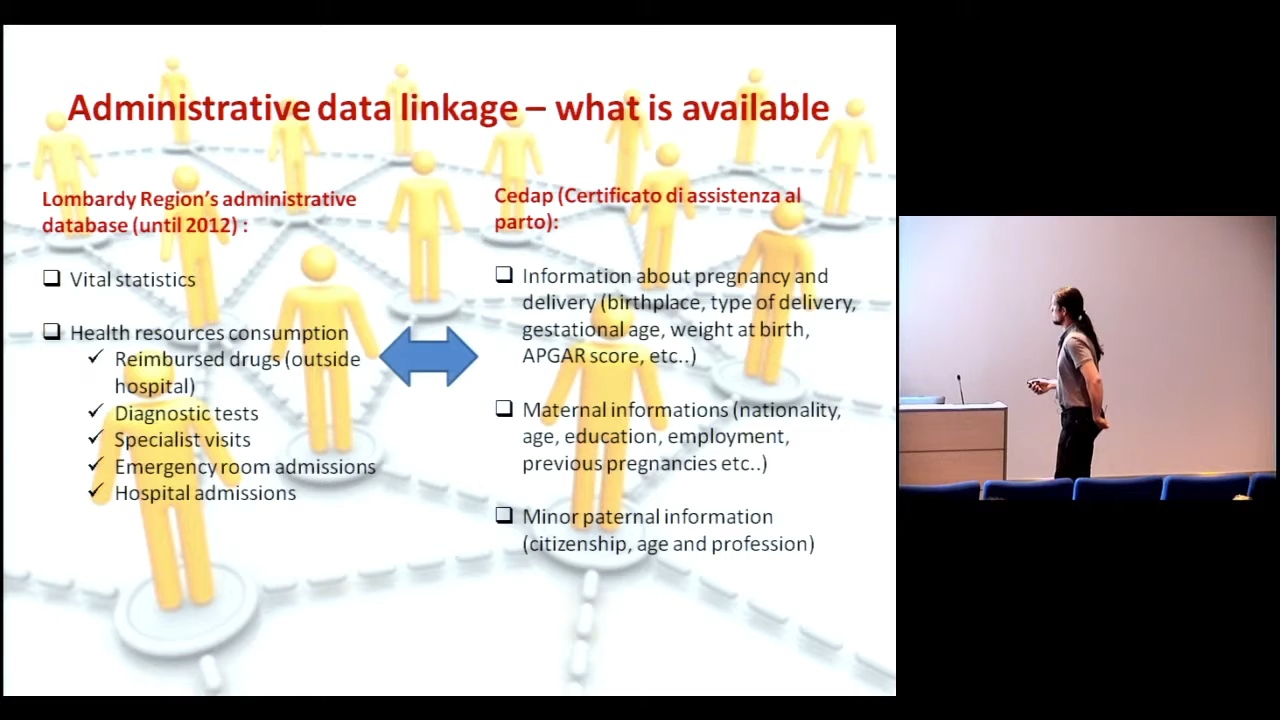 Administrative data linkage – what is available
Lombardy Region's administrative
database (until 2012) :
Vital statistics
Health resources consumption
Reimbursed drugs (outside
hospital)
Diagnostic tests
Specialist visits
Emergency room admissions
Hospital admissions
Cedap (Certificato di assistenza al
parto):
Information about pregnancy and
delivery (birthplace, type of delivery,
gestational age, weight at birth,
APGAR score, etc..)
Maternal informations (nationality,
age, education, employment,
previous pregnancies etc..)
Minor paternal information
(citizenship, age and profession)